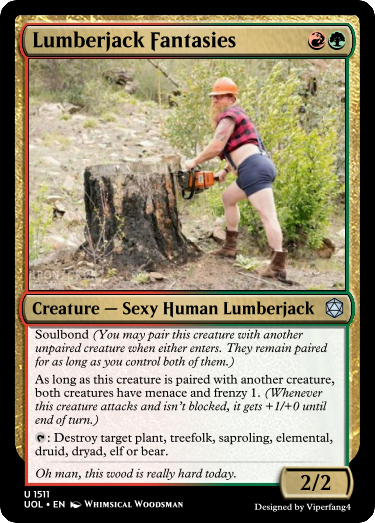 Lumberjack Fantasies
Creature — Sexy Human Lumberjack
Soulbond (You may pair this creature with another
unpaired creature when either enters. They remain paired
for as long as you control both of them.)
As long as this creature is paired with another creature,
both creatures have menace and frenzy 1. (Whenever
this creature attacks and isn't blocked, it gets +1/+0 until
end of turn.)
: Destroy target plant, treefolk, saproling, elemental,
druid, dryad, elf or bear.
Oh man, this wood is really hard today.
2/2
U 1511
UOL • EN Whimsical Woodsman
Designed by Viperfang4